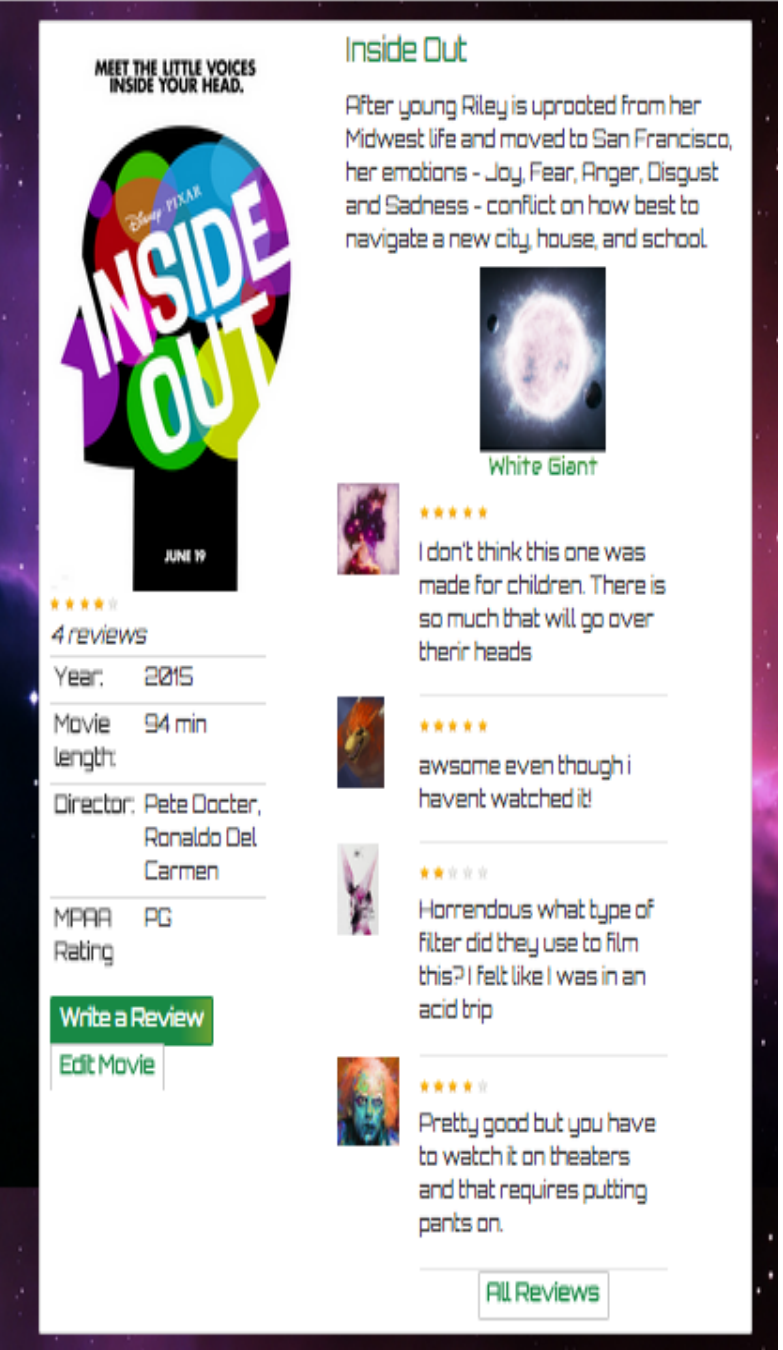 MEET THE LITTLE VOICES
INSIDE YOUR HEAD.
Disney PIXAR
INSIDE
OUT
JUNE 19
4 reviews
Year: 2015
Movie length: 94 min
Director: Pete Docter,
Ronaldo Del
Carmen
MPAA Rating PG
Write a Review
Edit Movie
Inside Out
After young Riley is uprooted from her
Midwest life and moved to San Francisco,
her emotions - Joy, Fear, Anger, Disgust
and Sadness - conflict on how best to
navigate a new city, house, and school.
White Giant
I don't think this one was
made for children. There is
so much that will go over
therir heads
awsome even though i
havent watched it!
Horrendous what type of
filter did they use to film
this? I felt like I was in an
acid trip
Pretty good but you have
to watch it on theaters
and that requires putting
pants on.
All Reviews